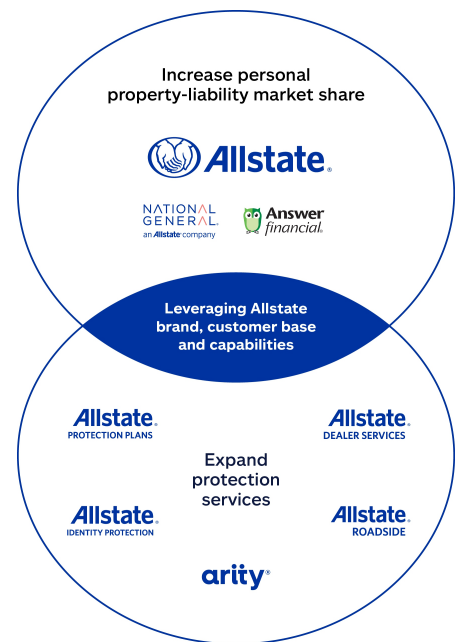 Increase personal
property-liability market share
Allstate®
NATIONAL
GENERAL®
an Allstate company
Answer
financial®
Leveraging Allstate
brand, customer base
and capabilities
Allstate®
PROTECTION PLANS
Allstate®
DEALER SERVICES
Expand
protection
services
Allstate®
IDENTITY PROTECTION
Allstate®
ROADSIDE
arity®